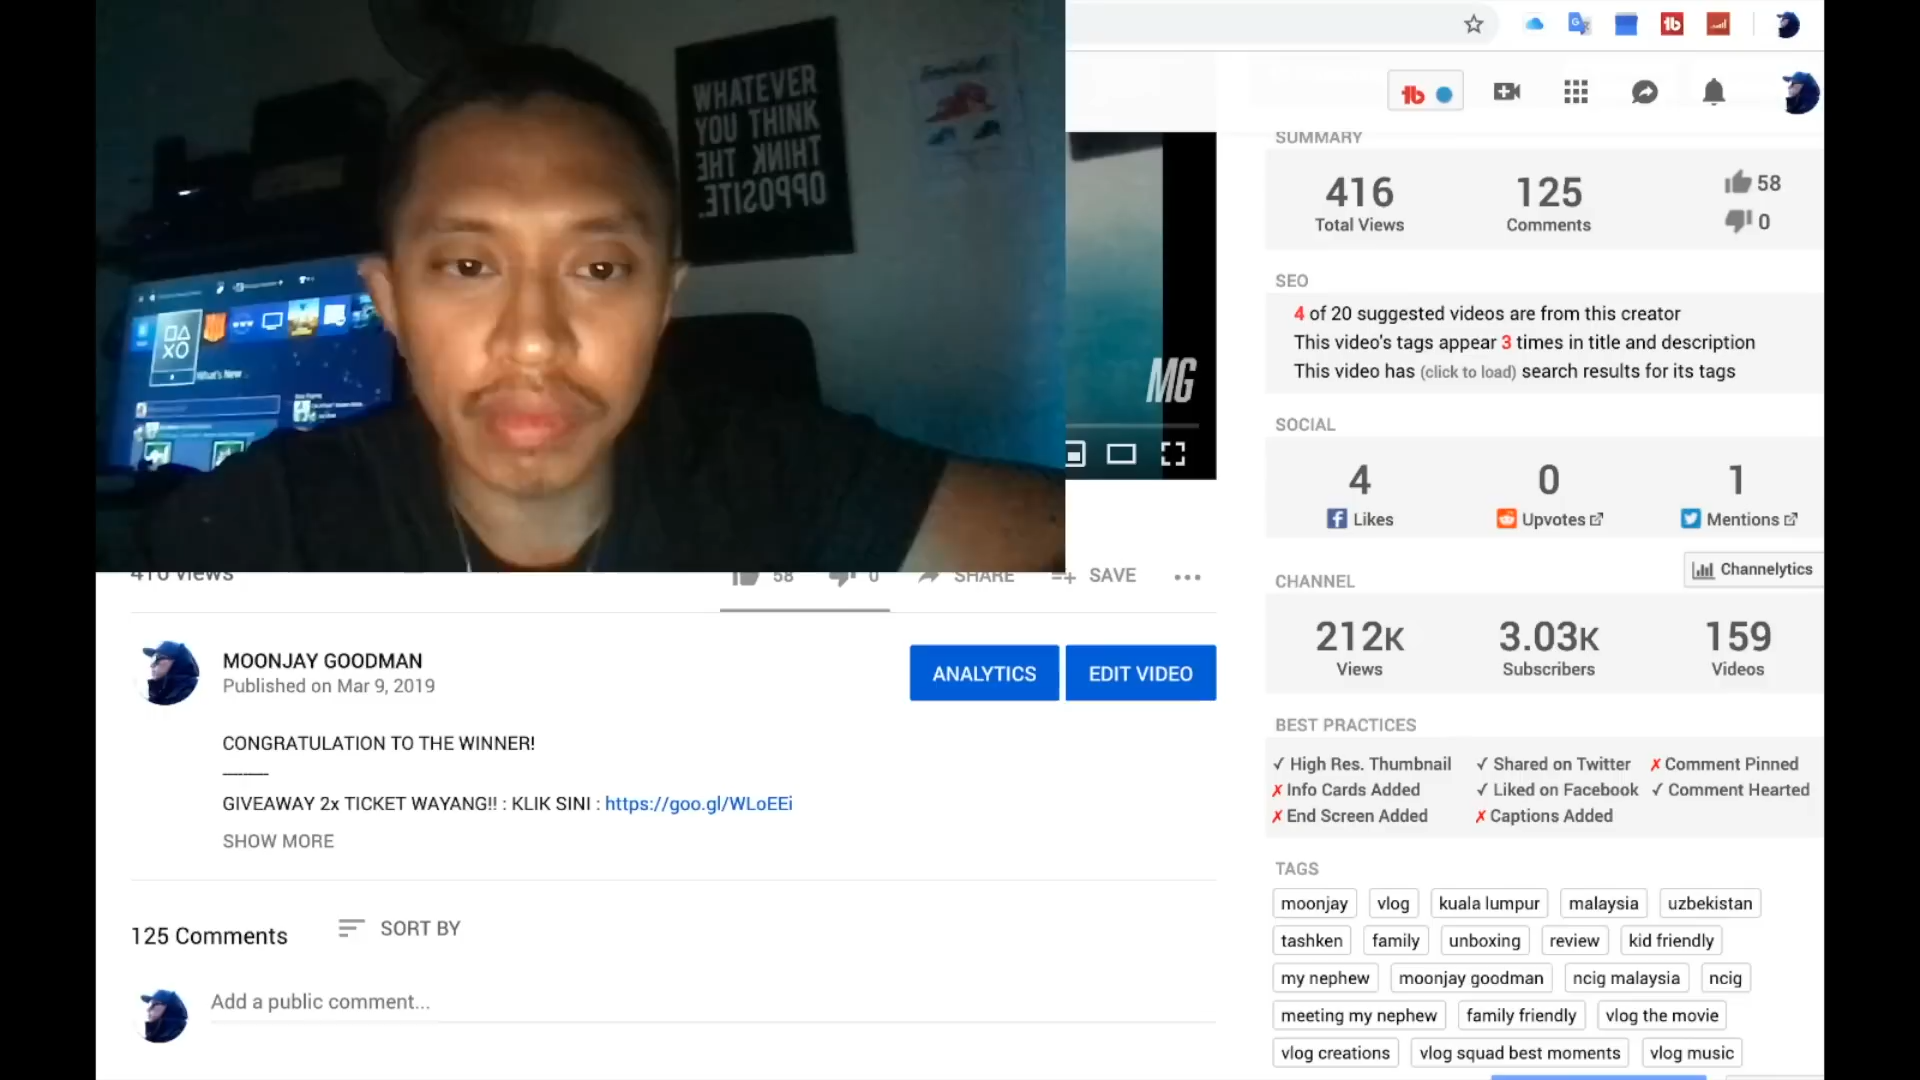 WHATEVER
YOU THINK
THINK THE
OPPOSITE.
What's New
MG
416 views
58
0
SHARE
SAVE
MOONJAY GOODMAN
Published on Mar 9, 2019
ANALYTICS
EDIT VIDEO
CONGRATULATION TO THE WINNER!
GIVEAWAY 2x TICKET WAYANG!! : KLIK SINI : https://goo.gl/WLoEEi
SHOW MORE
125 Comments
SORT BY
Add a public comment...
SUMMARY
416
Total Views
125
Comments
58
0
SEO
4 of 20 suggested videos are from this creator
This video's tags appear 3 times in title and description
This video has (click to load) search results for its tags
SOCIAL
4
Likes
0
Upvotes
1
Mentions
CHANNEL
Channelytics
212K
Views
3.03K
Subscribers
159
Videos
BEST PRACTICES
✓ High Res. Thumbnail ✓ Shared on Twitter ✗ Comment Pinned
✗ Info Cards Added ✓ Liked on Facebook ✓ Comment Hearted
✗ End Screen Added ✗ Captions Added
TAGS
moonjay vlog kuala lumpur malaysia uzbekistan
tashken family unboxing review kid friendly
my nephew moonjay goodman ncig malaysia ncig
meeting my nephew family friendly vlog the movie
vlog creations vlog squad best moments vlog music